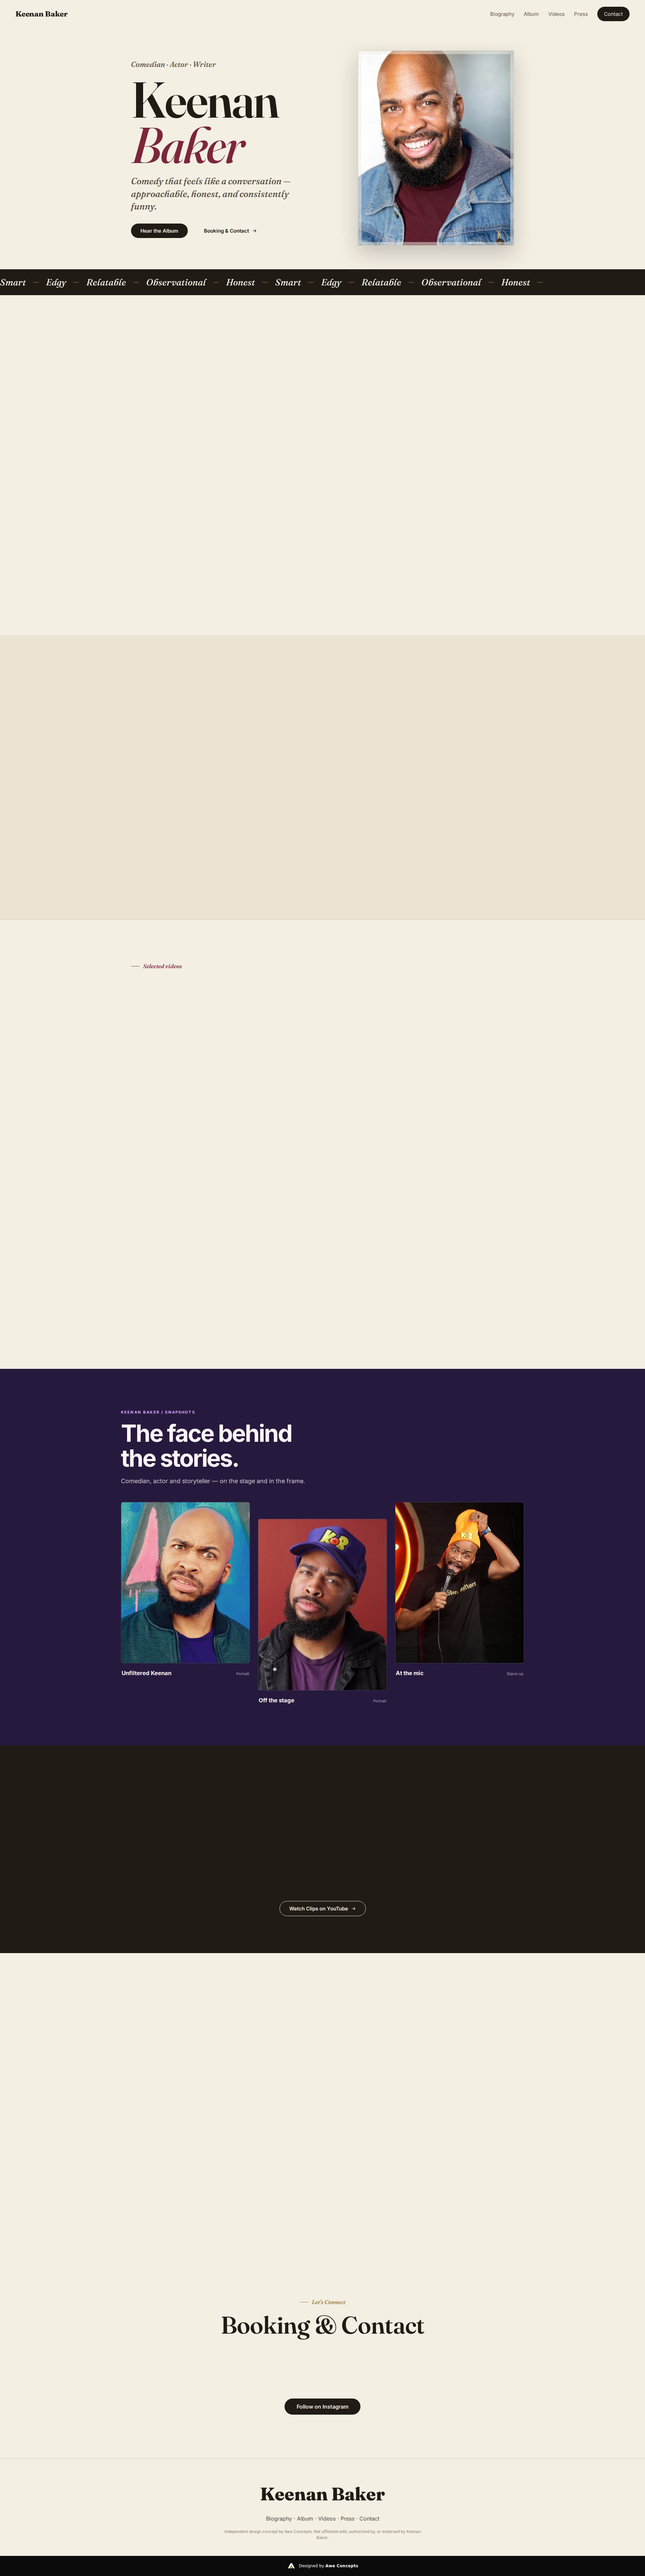 Keenan Baker
Biography Album Videos Press Contact
Comedian · Actor · Writer
Keenan
Baker
Comedy that feels like a conversation —
approachable, honest, and consistently
funny.
Hear the Album Booking & Contact →
Smart — Edgy — Relatable — Observational — Honest — Smart — Edgy — Relatable — Observational — Honest —
Selected videos
KEENAN BAKER / SNAPSHOTS
The face behind
the stories.
Comedian, actor and storyteller — on the stage and in the frame.
Unfiltered Keenan Portrait
Off the stage Portrait
At the mic Stand-up
Watch Clips on YouTube →
Let's Connect
Booking & Contact
Follow on Instagram
Keenan Baker
Biography · Album · Videos · Press · Contact
Independent design concept by Awe Concepts. Not affiliated with, authorized by, or endorsed by Keenan
Baker.
Designed by Awe Concepts